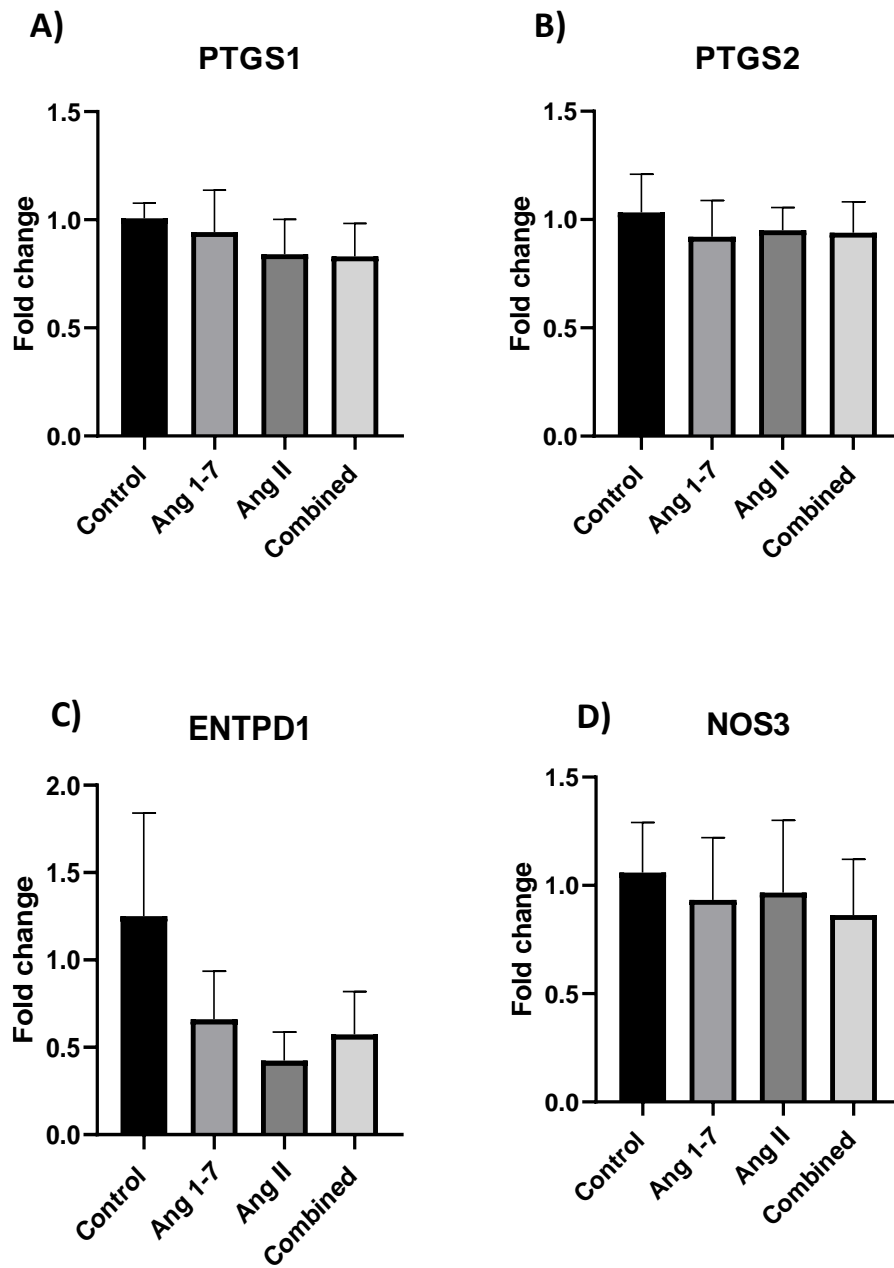 A)
PTGS1
Fold change
1.5
1.0
0.5
0.0
Control
Ang 1-7
Ang II
Combined
B)
PTGS2
Fold change
1.5
1.0
0.5
0.0
Control
Ang 1-7
Ang II
Combined
C)
ENTPD1
Fold change
2.0
1.5
1.0
0.5
0.0
Control
Ang 1-7
Ang II
Combined
D)
NOS3
Fold change
1.5
1.0
0.5
0.0
Control
Ang 1-7
Ang II
Combined